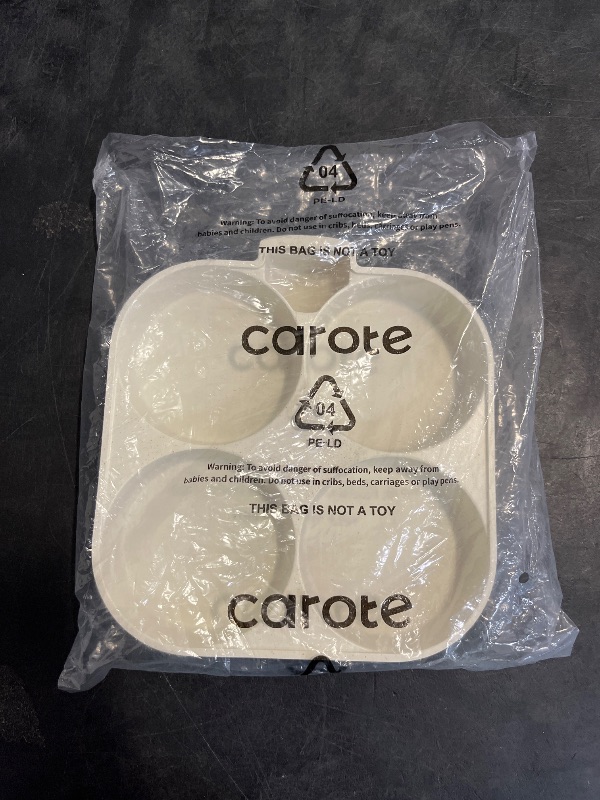 04
PE-LD
Warning: To avoid danger of suffocation, keep away from
babies and children. Do not use in cribs, beds, carriages or play pens.
THIS BAG IS NOT A TOY
carote
04
PE-LD
Warning: To avoid danger of suffocation, keep away from
babies and children. Do not use in cribs, beds, carriages or play pens.
THIS BAG IS NOT A TOY
carote